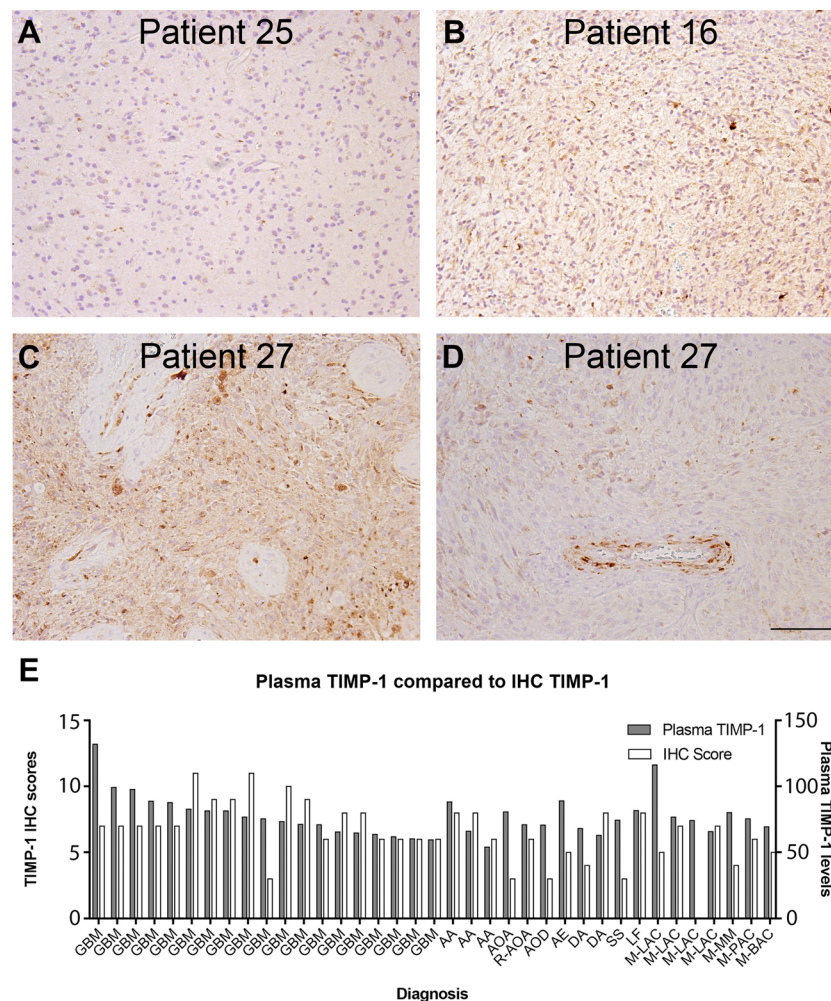 A Patient 25
B Patient 16
C Patient 27
D Patient 27
E
Plasma TIMP-1 compared to IHC TIMP-1
15 150
Plasma TIMP-1
IHC Score
10 100
5 50
0 0
TIMP-1 IHC scores
Plasma TIMP-1 levels
GBM GBM GBM GBM GBM GBM GBM GBM GBM GBM GBM GBM GBM GBM GBM GBM GBM GBM GBM AA AA AA AOA R-AOA AOD AE DA DA SS LF M-LAC M-LAC M-LAC M-LAC M-MM M-PAC M-BAC
Diagnosis